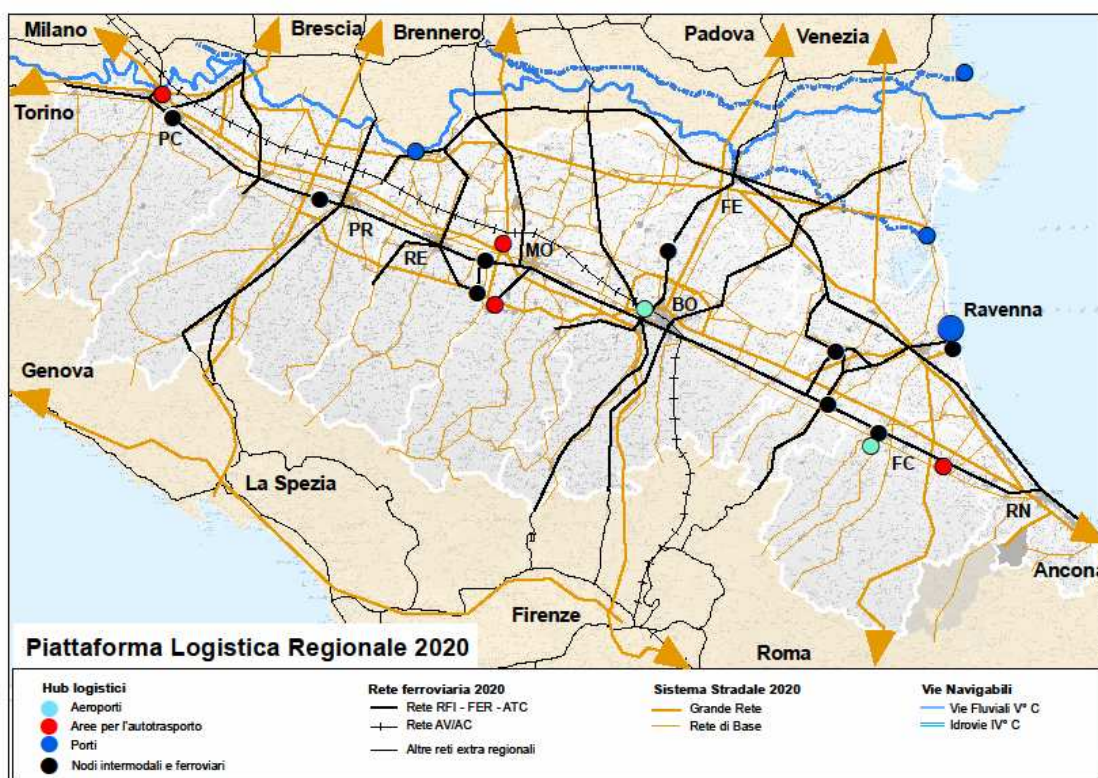 Milano
Brescia
Brennero
Padova
Venezia
Torino
PC
FE
PR
MO
RE
BO
Ravenna
Genova
FC
La Spezia
RN
Ancona
Firenze
Roma
Piattaforma Logistica Regionale 2020
Hub logistici
Aeroporti
Aree per l'autotrasporto
Porti
Nodi intermodali e ferroviari
Rete ferroviaria 2020
Rete RFI - FER - ATC
Rete AV/AC
Altre reti extra regionali
Sistema Stradale 2020
Grande Rete
Rete di Base
Vie Navigabili
Vie Fluviali V° C
Idrovie IV° C